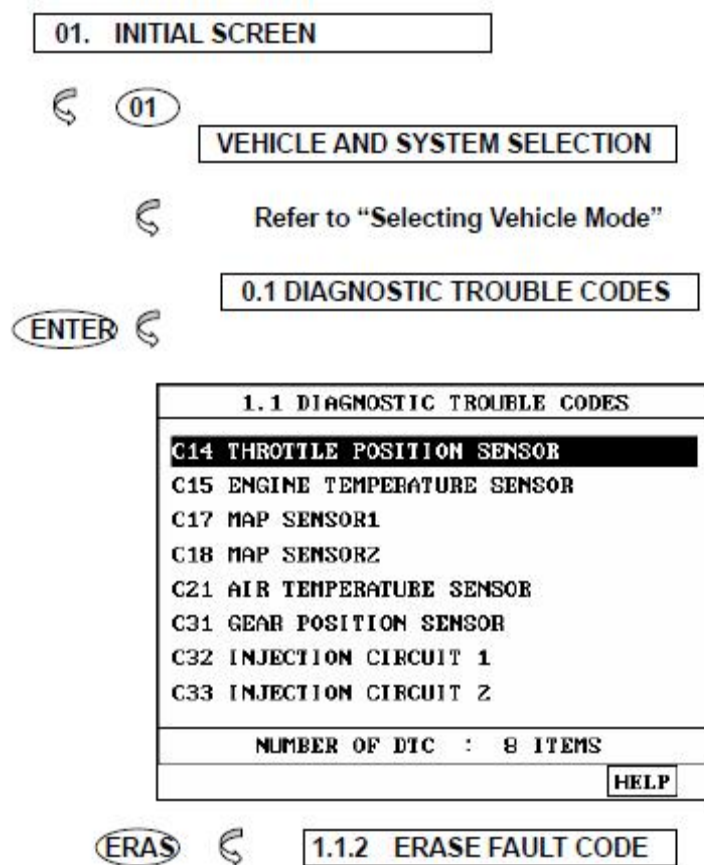 01. INITIAL SCREEN
01
VEHICLE AND SYSTEM SELECTION
Refer to “Selecting Vehicle Mode”
0.1 DIAGNOSTIC TROUBLE CODES
ENTER
1.1 DIAGNOSTIC TROUBLE CODES
C14 THROTTLE POSITION SENSOR
C15 ENGINE TEMPERATURE SENSOR
C17 MAP SENSOR1
C18 MAP SENSOR2
C21 AIR TEMPERATURE SENSOR
C31 GEAR POSITION SENSOR
C32 INJECTION CIRCUIT 1
C33 INJECTION CIRCUIT 2
NUMBER OF DTC : 8 ITEMS
HELP
ERAS 1.1.2 ERASE FAULT CODE